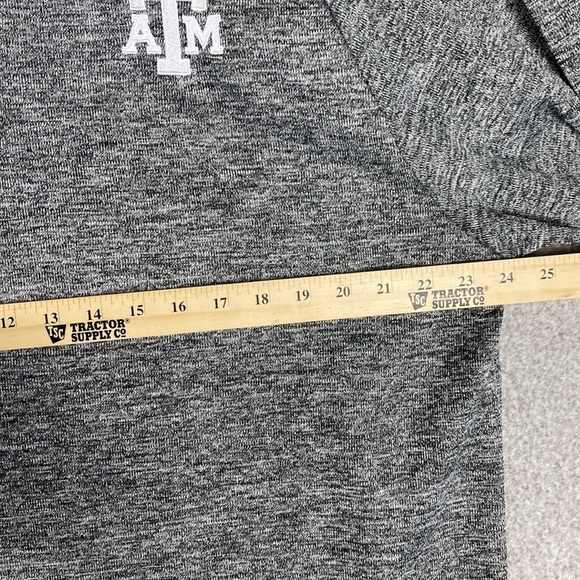 ATM
12 13 14 15 16 17 18 19 20 21 22 23 24 25
TSC TRACTOR SUPPLY CO
TSC TRACTOR SUPPLY CO